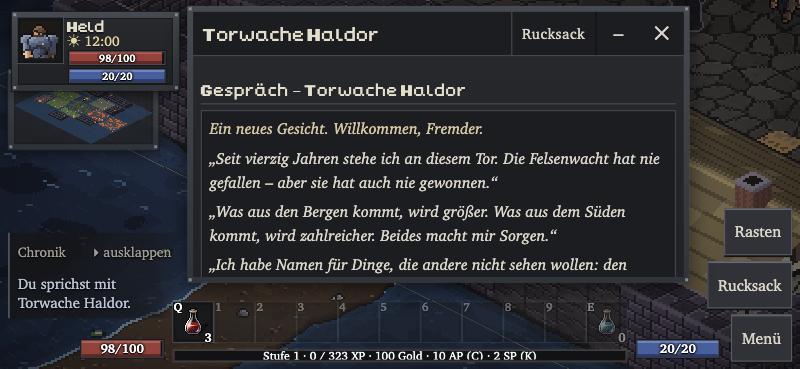 Held
12:00
98/100
20/20
Torwache Haldor
Rucksack
Gespräch – Torwache Haldor
Ein neues Gesicht. Willkommen, Fremder.
„Seit vierzig Jahren stehe ich an diesem Tor. Die Felsenwacht hat nie
gefallen – aber sie hat auch nie gewonnen.“
„Was aus den Bergen kommt, wird größer. Was aus dem Süden
kommt, wird zahlreicher. Beides macht mir Sorgen.“
„Ich habe Namen für Dinge, die andere nicht sehen wollen: den
Chronik
ausklappen
Du sprichst mit
Torwache Haldor.
Rasten
Rucksack
Menü
Q 1 2 3 4 5 6 7 8 9 E
3
0
98/100
Stufe 1 · 0 / 323 XP · 100 Gold · 10 AP (C) · 2 SP (K)
20/20